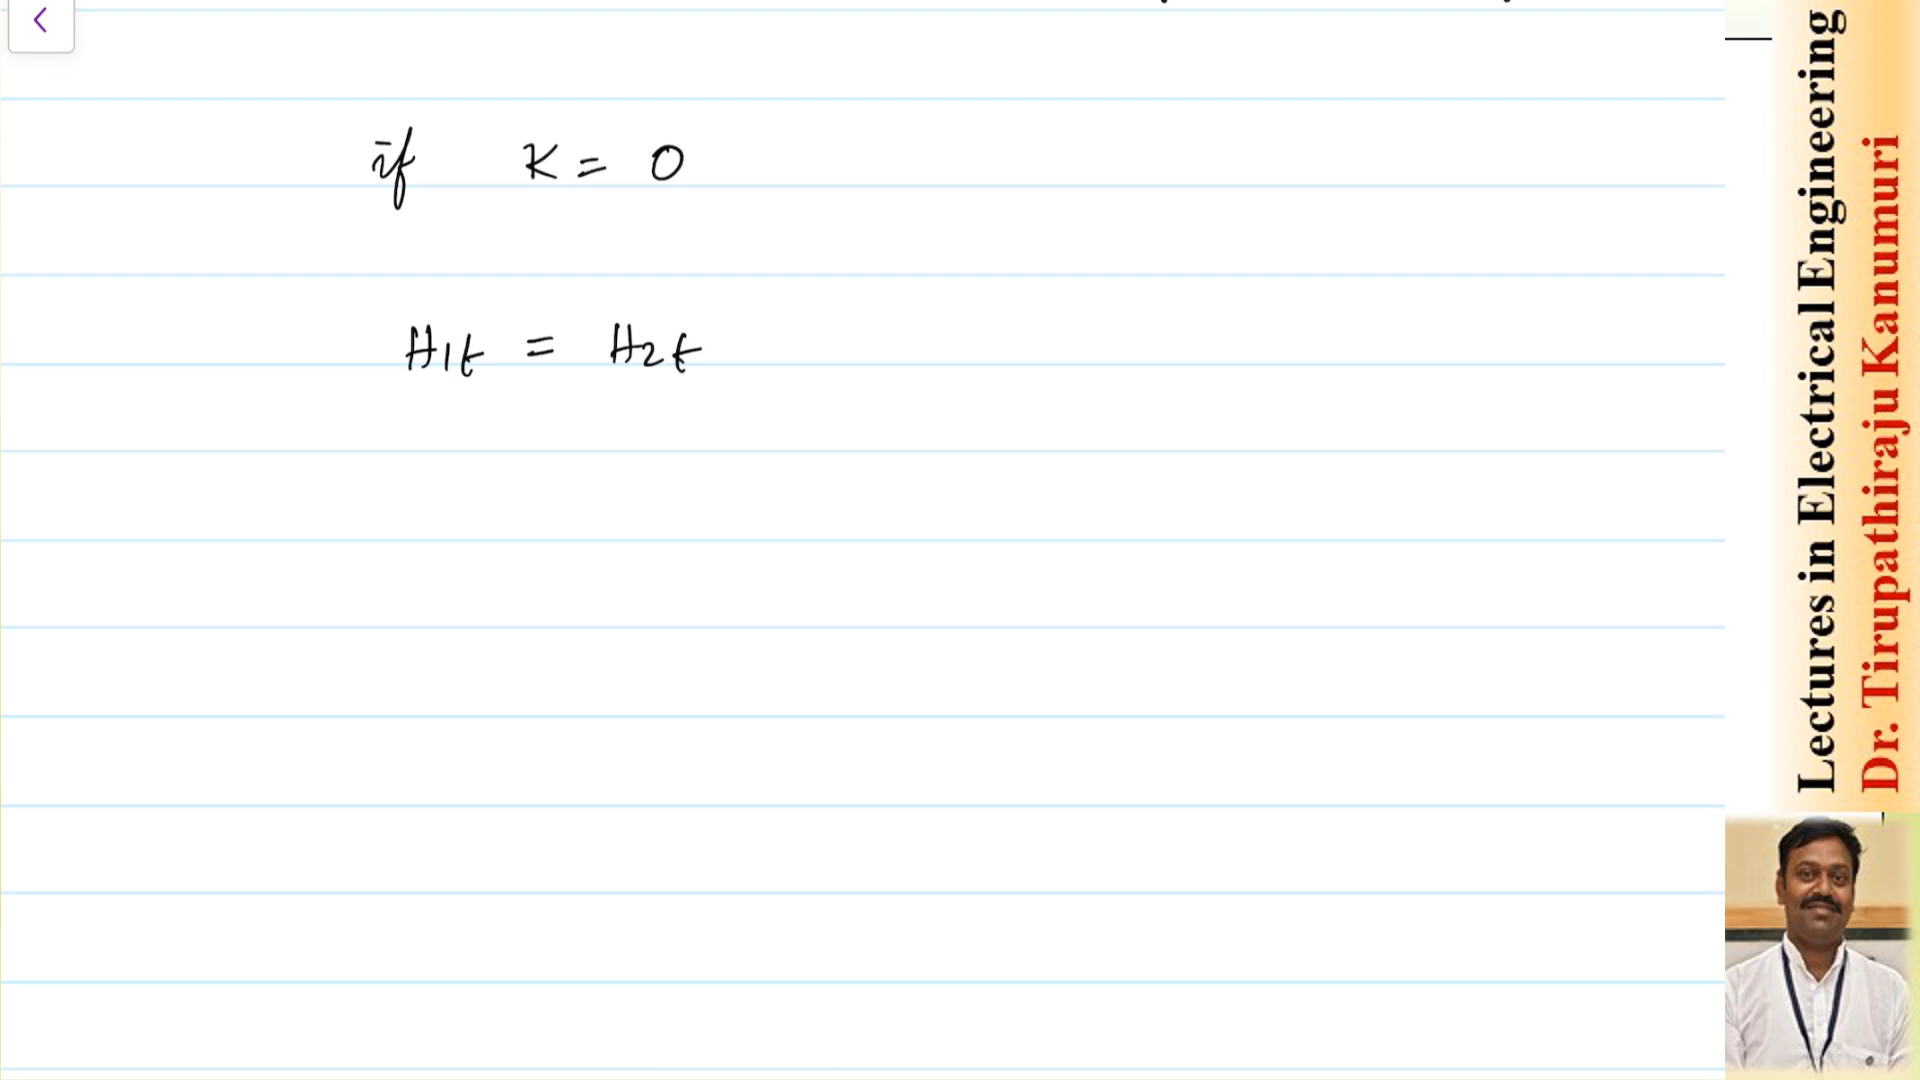 if K = 0
H1t = H2t
Lectures in Electrical Engineering
Dr. Tirupathiraju Kanumuri